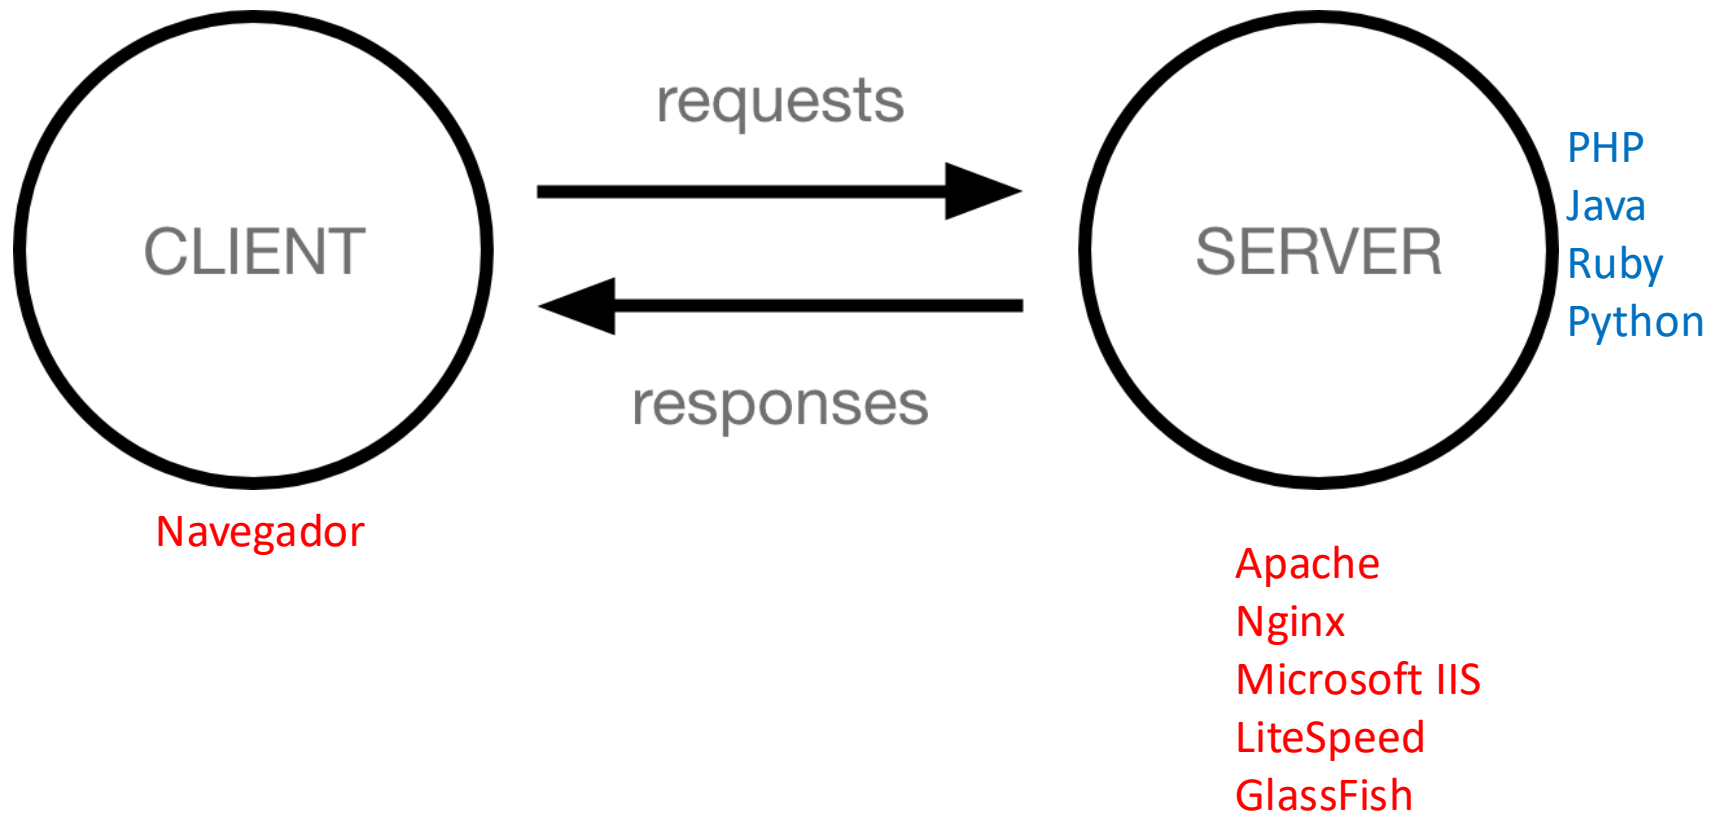 requests
CLIENT
SERVER
responses
PHP
Java
Ruby
Python
Navegador
Apache
Nginx
Microsoft IIS
LiteSpeed
GlassFish